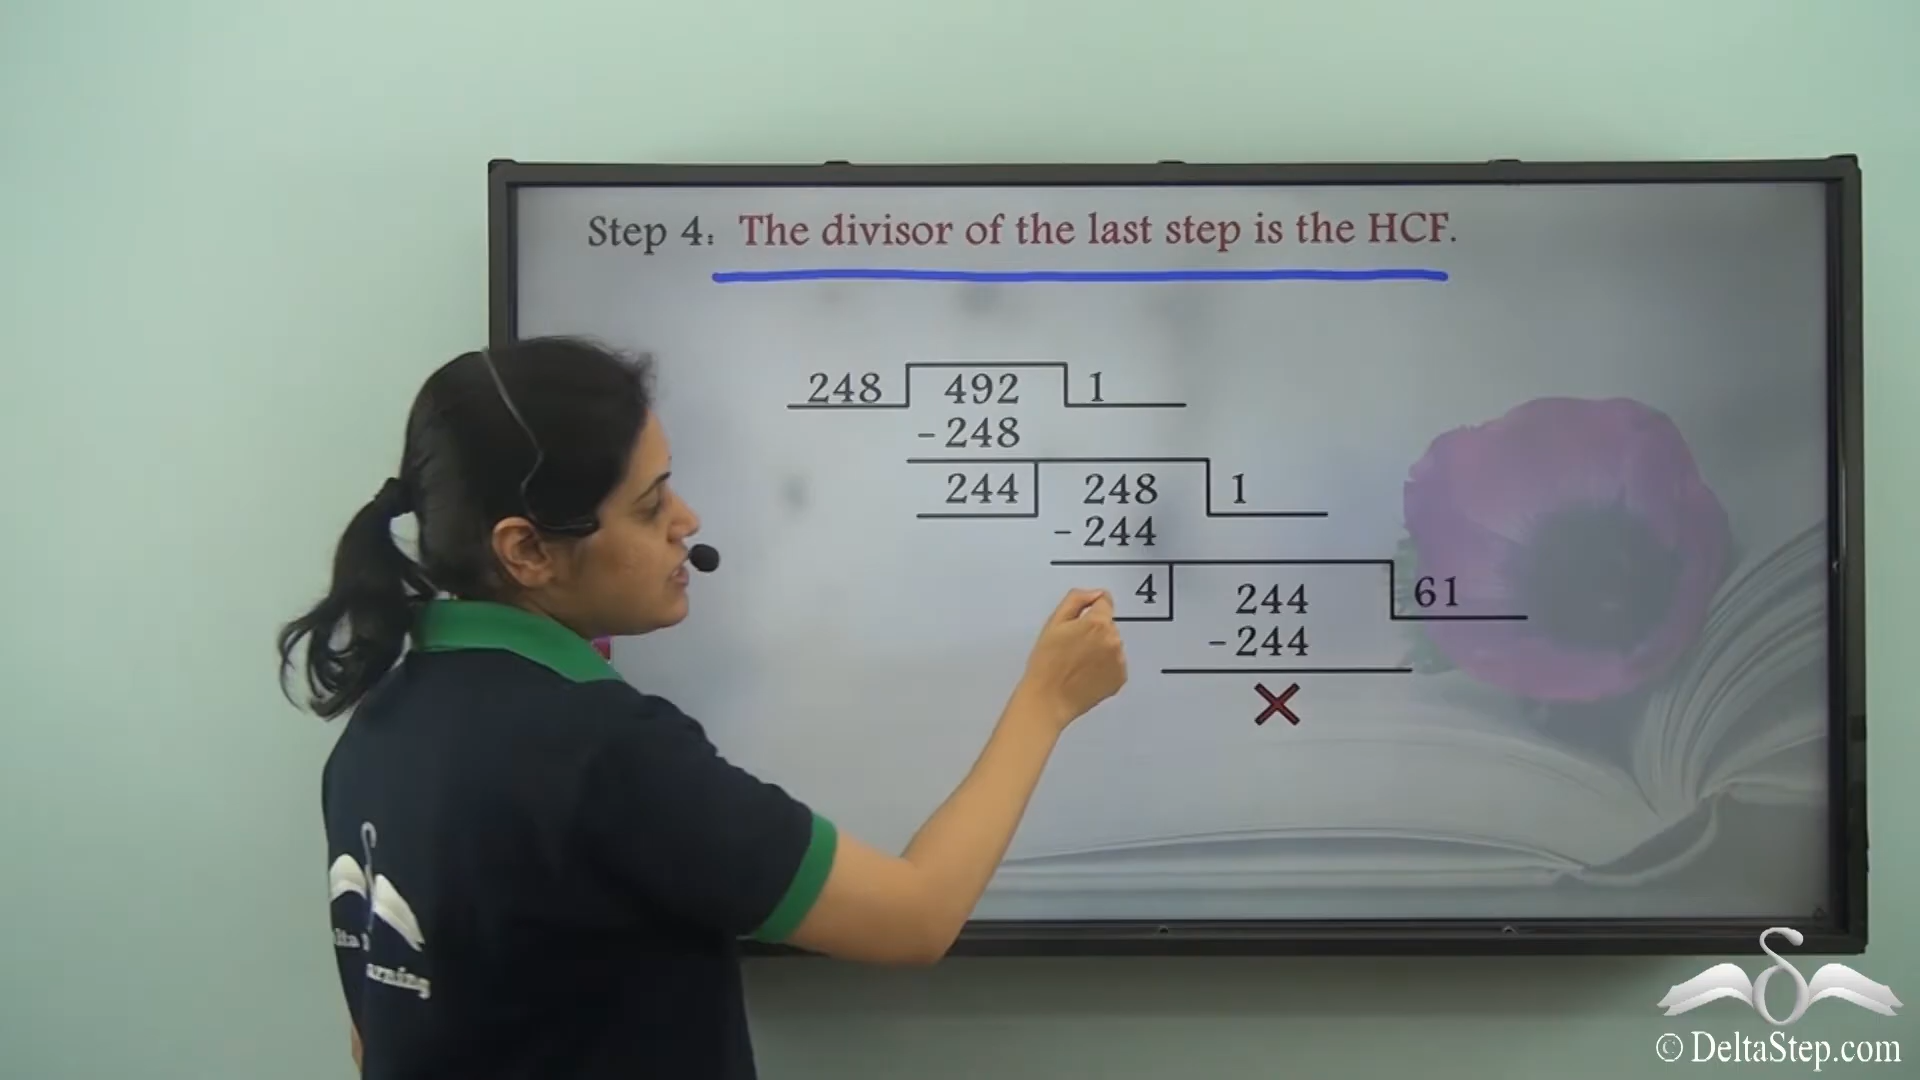 Step 4: The divisor of the last step is the HCF.
248 492 1
-248
244 248 1
-244
4 244 61
-244
×
arning
© DeltaStep.com